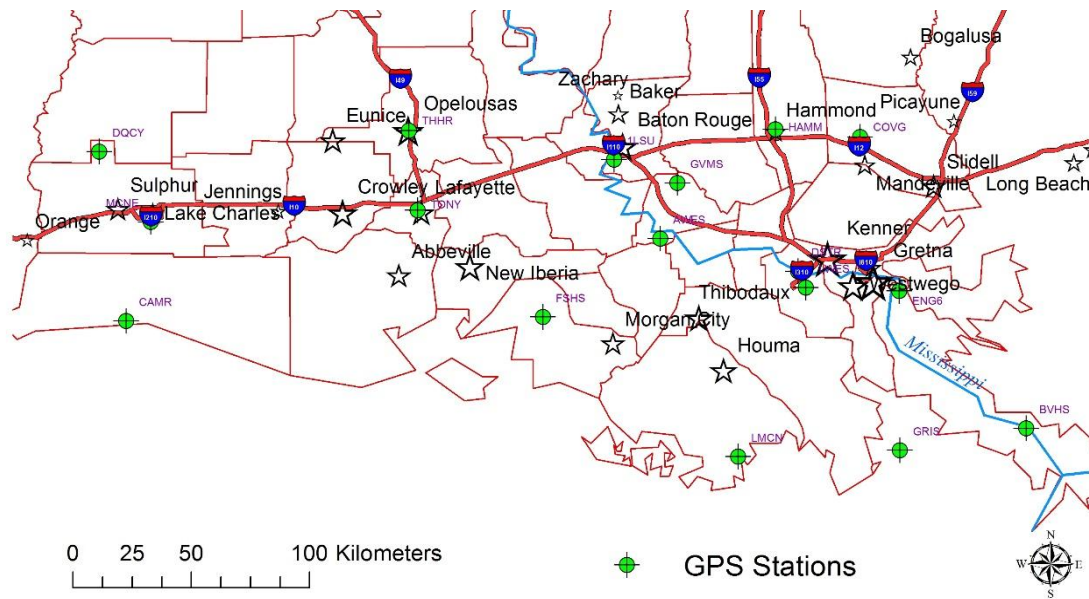 Bogalusa
I49
I55
Zachary
I59
Baker
Opelousas
Hammond
Picayune
Eunice
THHR
Baton Rouge
HAMM
COVG
DQCY
I110
1LSU
I12
GVMS
Slidell
Sulphur
Jennings
Crowley
Lafayette
Mandeville
Long Beach
MCNE
I210
Lake Charles
I10
TONY
Orange
AWES
Kenner
Abbeville
Gretna
New Iberia
I310
I610
Westwego
CAMR
FSHS
Thibodaux
ENG6
Morgan City
Houma
Mississippi
BVHS
GRIS
LMCN
0 25 50 100 Kilometers
GPS Stations
N
W E
S